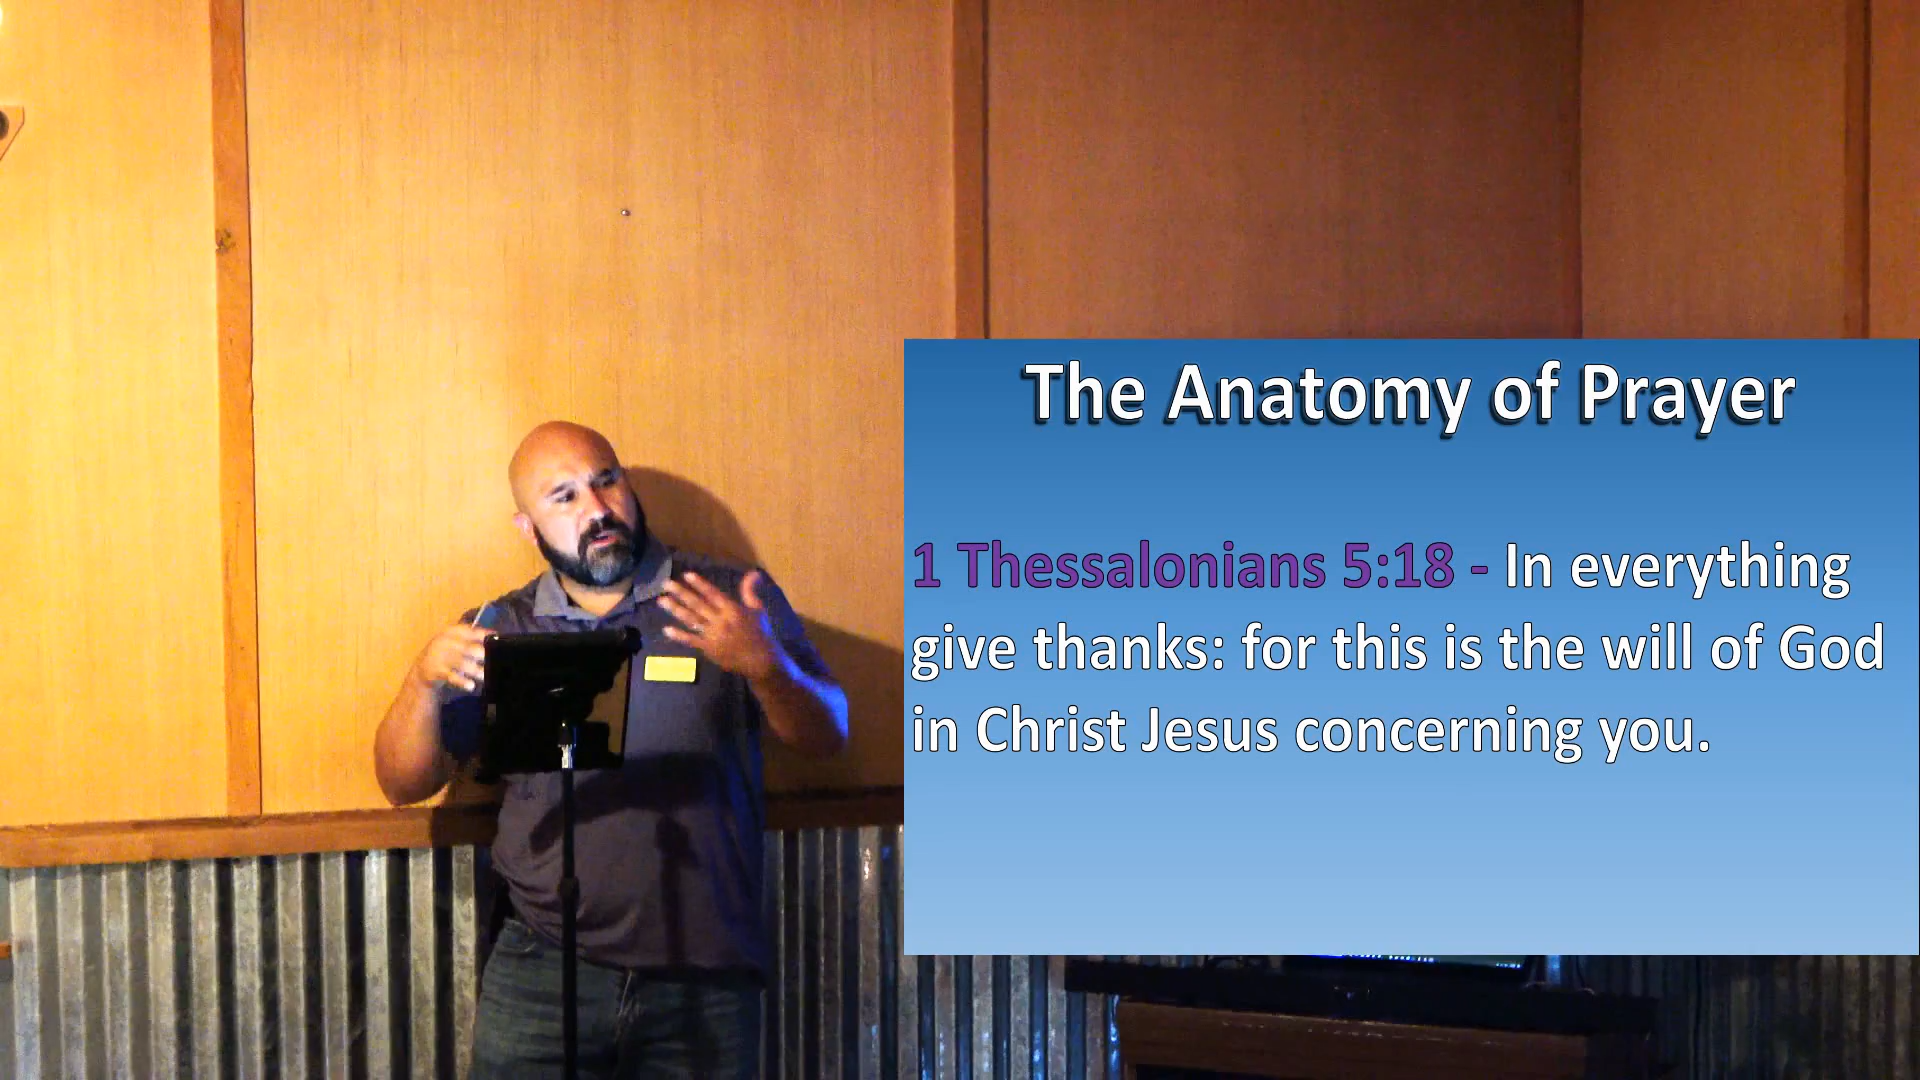 The Anatomy of Prayer
1 Thessalonians 5:18 - In everything
give thanks: for this is the will of God
in Christ Jesus concerning you.